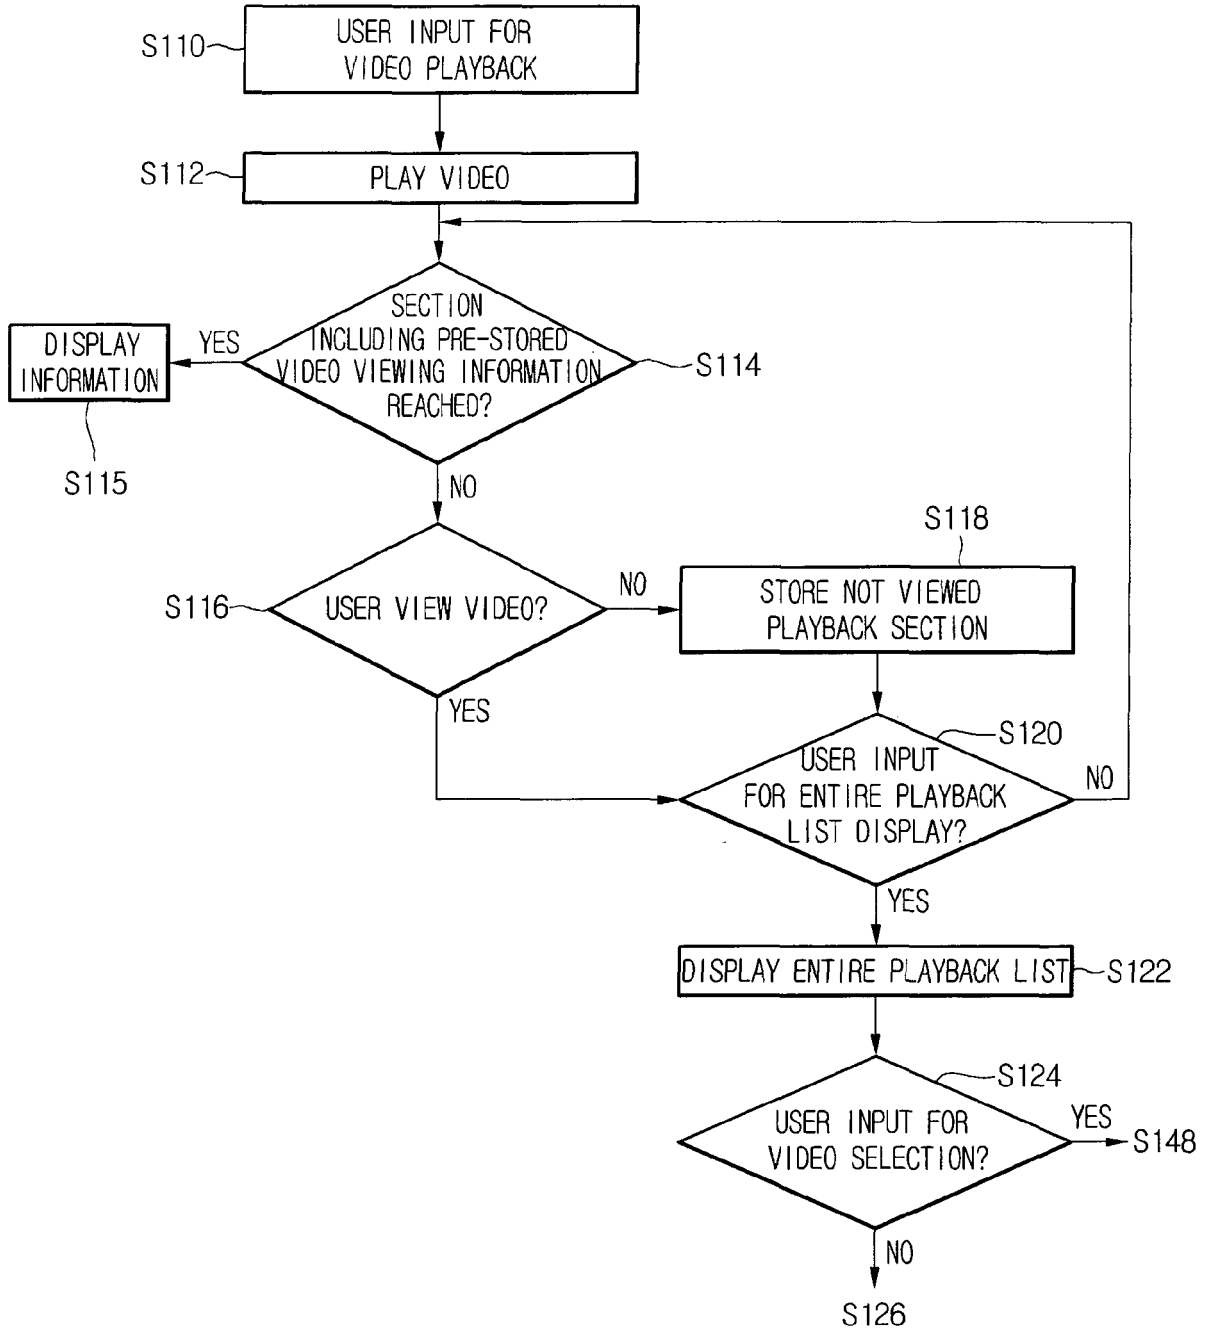 S110
USER INPUT FOR
VIDEO PLAYBACK
S112
PLAY VIDEO
SECTION
INCLUDING PRE-STORED
VIDEO VIEWING INFORMATION
REACHED?
S114
YES
DISPLAY
INFORMATION
S115
NO
S116
USER VIEW VIDEO?
NO
S118
STORE NOT VIEWED
PLAYBACK SECTION
YES
S120
USER INPUT
FOR ENTIRE PLAYBACK
LIST DISPLAY?
NO
YES
DISPLAY ENTIRE PLAYBACK LIST
S122
S124
USER INPUT FOR
VIDEO SELECTION?
YES
S148
NO
S126